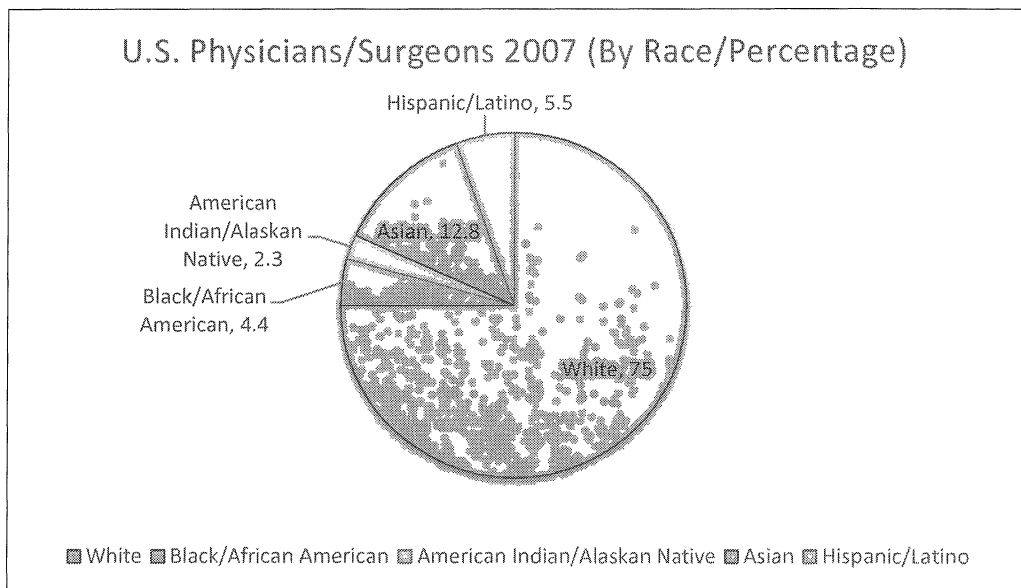 U.S. Physicians/Surgeons 2007 (By Race/Percentage)
Hispanic/Latino, 5.5
American
Indian/Alaskan
Native, 2.3
Asian, 12.8
Black/African
American, 4.4
White, 75
White Black/African American American Indian/Alaskan Native Asian Hispanic/Latino